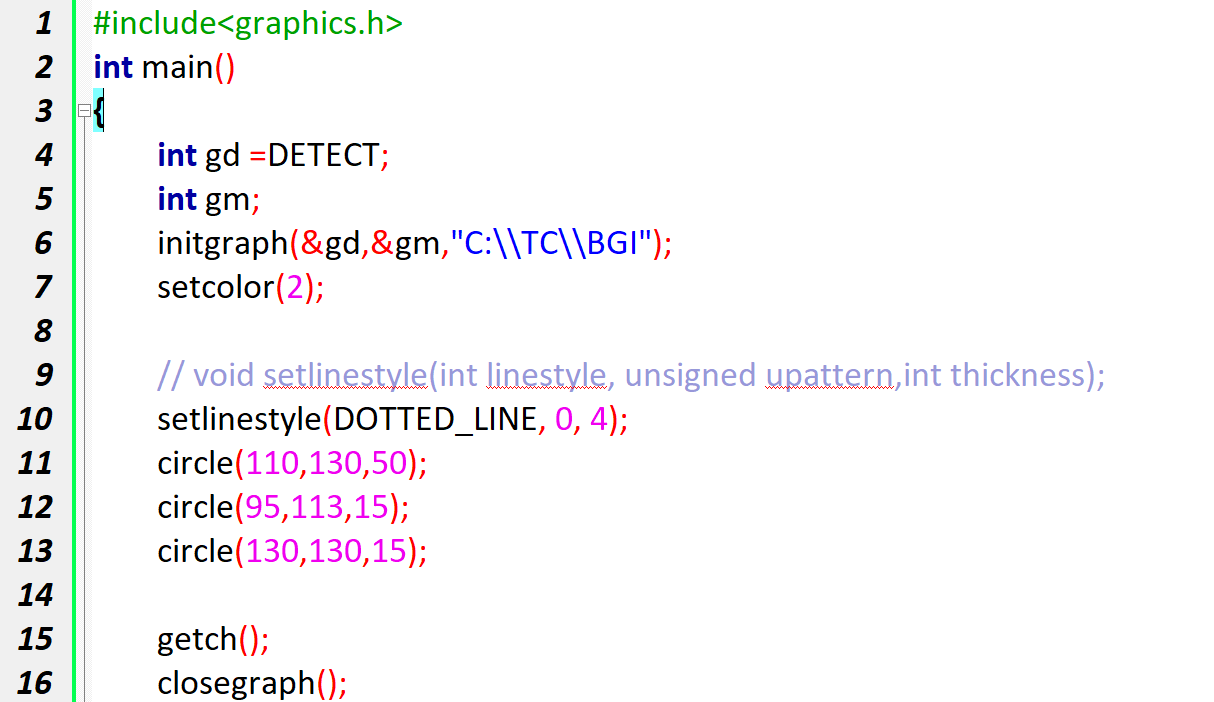 1 #include<graphics.h>
2 int main()
3 {
4 int gd =DETECT;
5 int gm;
6 initgraph(&gd,&gm,"C:\\TC\\BGI");
7 setcolor(2);
8
9 // void setlinestyle(int linestyle, unsigned upattern,int thickness);
10 setlinestyle(DOTTED_LINE, 0, 4);
11 circle(110,130,50);
12 circle(95,113,15);
13 circle(130,130,15);
14
15 getch();
16 closegraph();